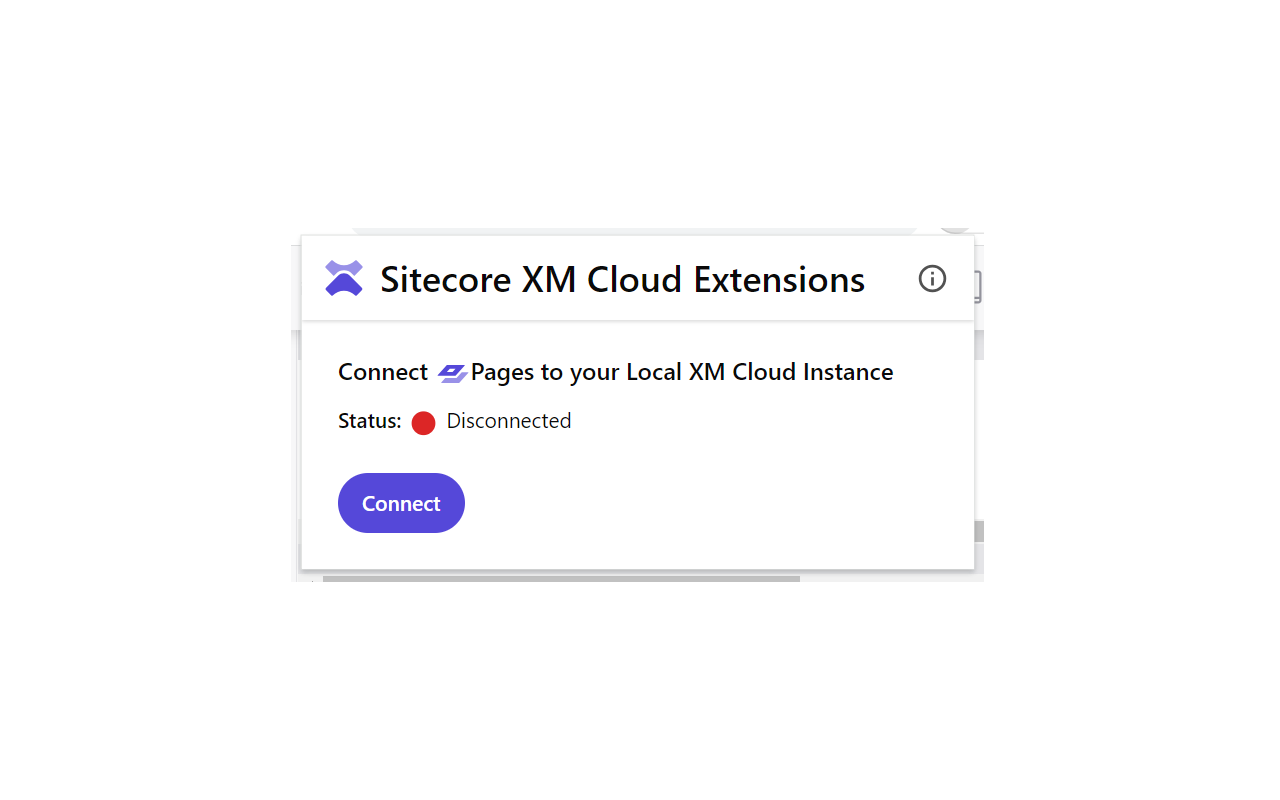 Sitecore XM Cloud Extensions
Connect Pages to your Local XM Cloud Instance
Status: Disconnected
Connect